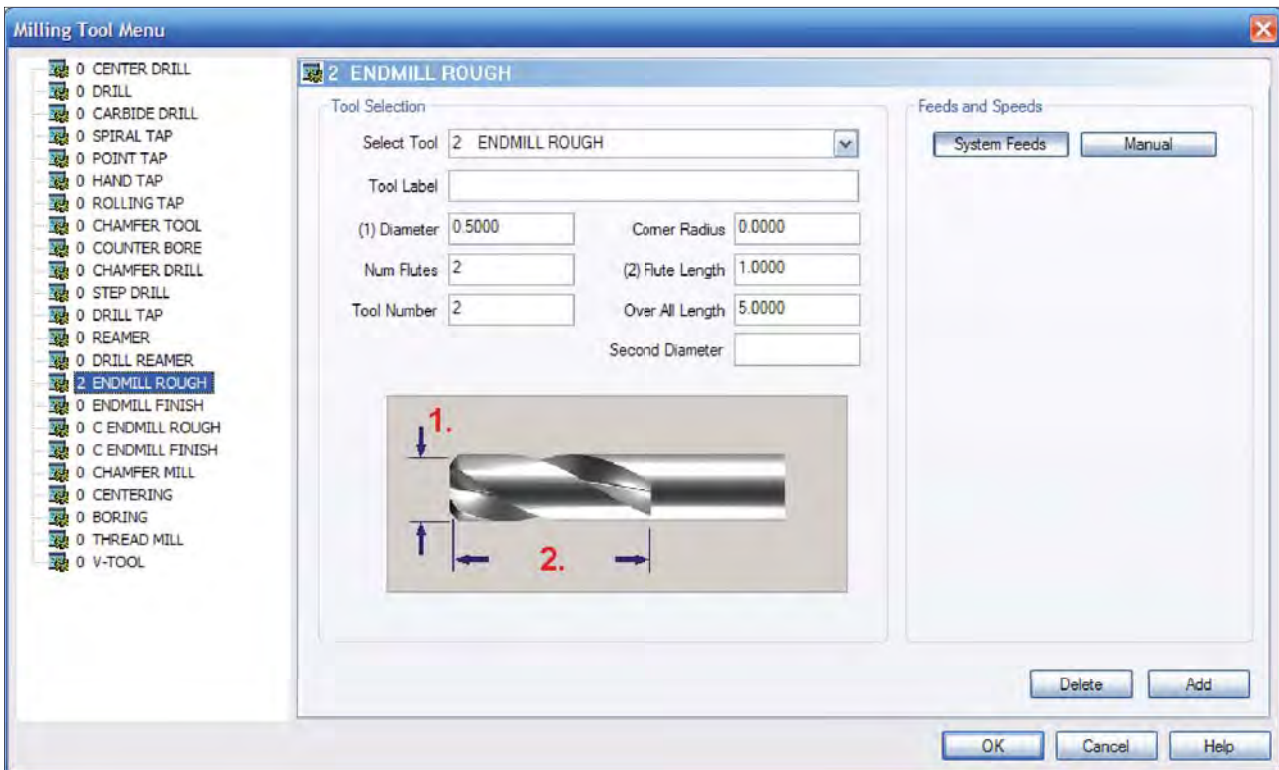 Milling Tool Menu
0 CENTER DRILL
0 DRILL
0 CARBIDE DRILL
0 SPIRAL TAP
0 POINT TAP
0 HAND TAP
0 ROLLING TAP
0 CHAMFER TOOL
0 COUNTER BORE
0 CHAMFER DRILL
0 STEP DRILL
0 DRILL TAP
0 REAMER
0 DRILL REAMER
2 ENDMILL ROUGH
0 ENDMILL FINISH
0 C ENDMILL ROUGH
0 C ENDMILL FINISH
0 CHAMFER MILL
0 CENTERING
0 BORING
0 THREAD MILL
0 V-TOOL
2 ENDMILL ROUGH
Tool Selection
Select Tool 2 ENDMILL ROUGH
Tool Label
(1) Diameter 0.5000 Corner Radius 0.0000
Num Flutes 2 (2) Flute Length 1.0000
Tool Number 2 Over All Length 5.0000
Second Diameter
1.
2.
Feeds and Speeds
System Feeds Manual
Delete Add
OK Cancel Help